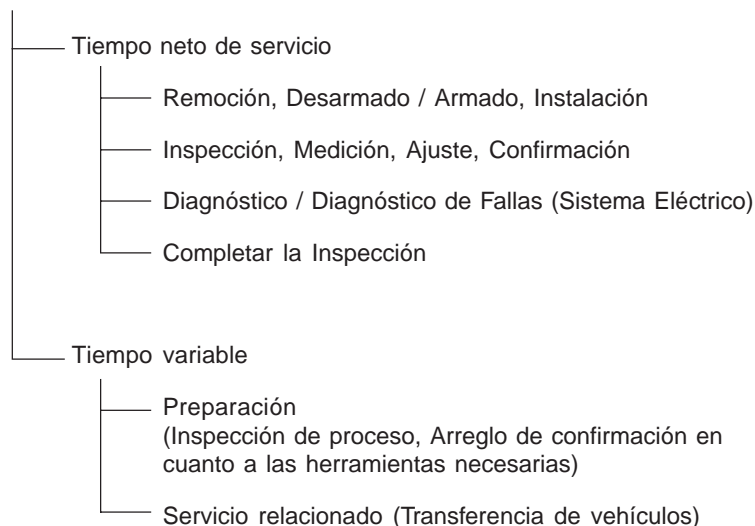 Tiempo neto de servicio
Remoción, Desarmado / Armado, Instalación
Inspección, Medición, Ajuste, Confirmación
Diagnóstico / Diagnóstico de Fallas (Sistema Eléctrico)
Completar la Inspección
Tiempo variable
Preparación
(Inspección de proceso, Arreglo de confirmación en
cuanto a las herramientas necesarias)
Servicio relacionado (Transferencia de vehículos)